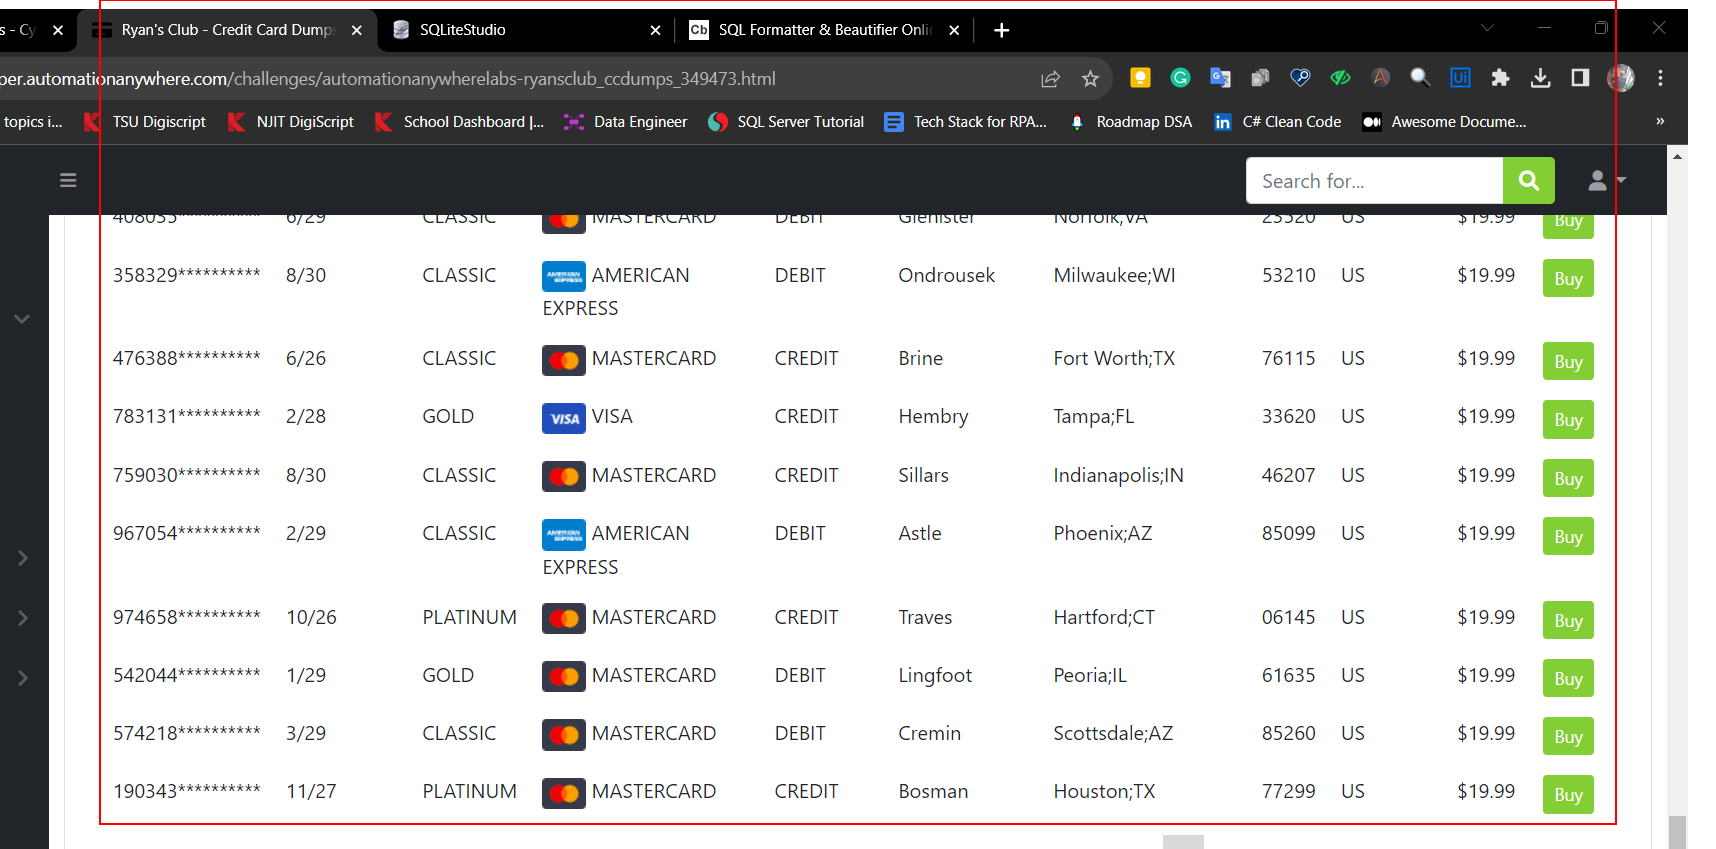 s - Cy
Ryan's Club - Credit Card Dumps
SQLiteStudio
Cb SQL Formatter & Beautifier Onli
per.automationanywhere.com/challenges/automationanywherelabs-ryansclub_ccdumps_349473.html
topics i... TSU Digiscript NJIT DigiScript School Dashboard |... Data Engineer SQL Server Tutorial Tech Stack for RPA... Roadmap DSA C# Clean Code Awesome Docume... »
Search for...
408035********** 6/29 CLASSIC MASTERCARD DEBIT Glenister Norfolk;VA 23520 US $19.99 Buy
358329********** 8/30 CLASSIC AMERICAN EXPRESS AMERICAN DEBIT Ondrousek Milwaukee;WI 53210 US $19.99 Buy
EXPRESS
476388********** 6/26 CLASSIC MASTERCARD CREDIT Brine Fort Worth;TX 76115 US $19.99 Buy
783131********** 2/28 GOLD VISA VISA CREDIT Hembry Tampa;FL 33620 US $19.99 Buy
759030********** 8/30 CLASSIC MASTERCARD CREDIT Sillars Indianapolis;IN 46207 US $19.99 Buy
967054********** 2/29 CLASSIC AMERICAN EXPRESS AMERICAN DEBIT Astle Phoenix;AZ 85099 US $19.99 Buy
EXPRESS
974658********** 10/26 PLATINUM MASTERCARD CREDIT Traves Hartford;CT 06145 US $19.99 Buy
542044********** 1/29 GOLD MASTERCARD DEBIT Lingfoot Peoria;IL 61635 US $19.99 Buy
574218********** 3/29 CLASSIC MASTERCARD DEBIT Cremin Scottsdale;AZ 85260 US $19.99 Buy
190343********** 11/27 PLATINUM MASTERCARD CREDIT Bosman Houston;TX 77299 US $19.99 Buy